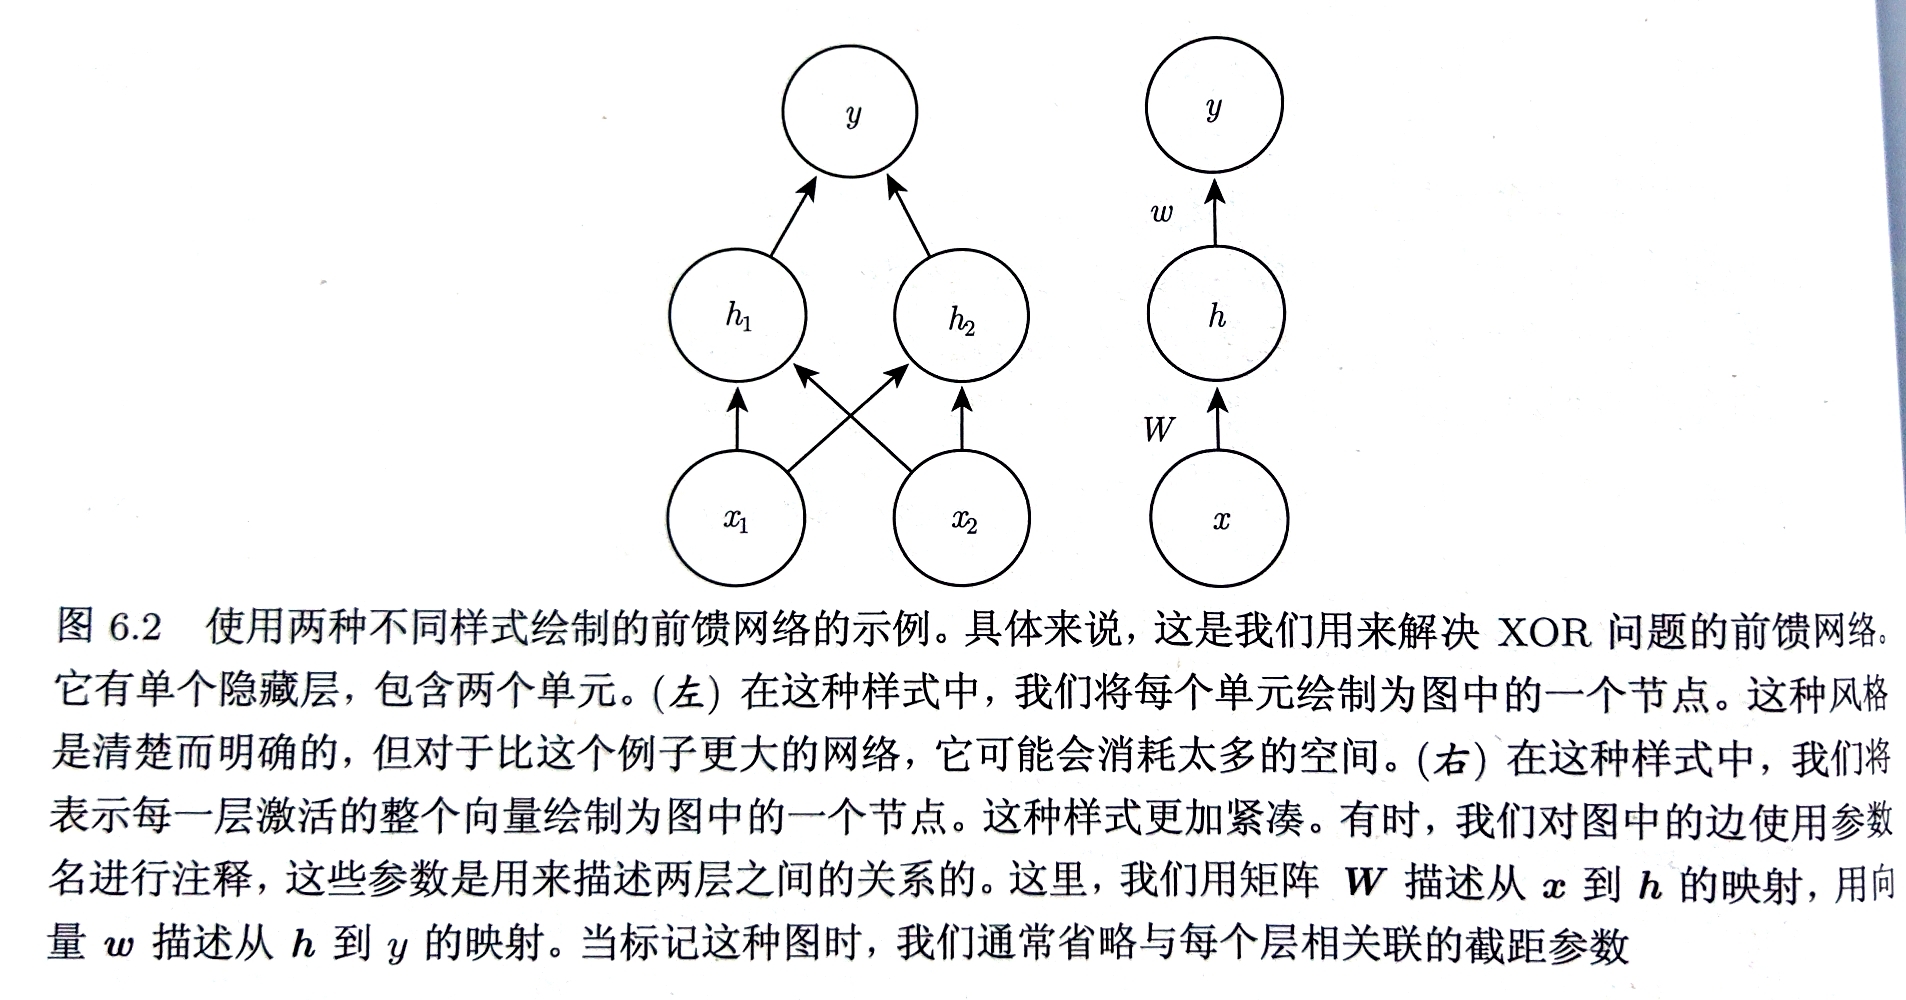 y
y
w
h₁
h₂
h
W
x₁
x₂
x
图 6.2 使用两种不同样式绘制的前馈网络的示例。具体来说，这是我们用来解决 XOR 问题的前馈网络。
它有单个隐藏层，包含两个单元。(左) 在这种样式中，我们将每个单元绘制为图中的一个节点。这种风格
是清楚而明确的，但对于比这个例子更大的网络，它可能会消耗太多的空间。(右) 在这种样式中，我们将
表示每一层激活的整个向量绘制为图中的一个节点。这种样式更加紧凑。有时，我们对图中的边使用参数
名进行注释，这些参数是用来描述两层之间的关系的。这里，我们用矩阵 W 描述从 x 到 h 的映射，用向
量 w 描述从 h 到 y 的映射。当标记这种图时，我们通常省略与每个层相关联的截距参数